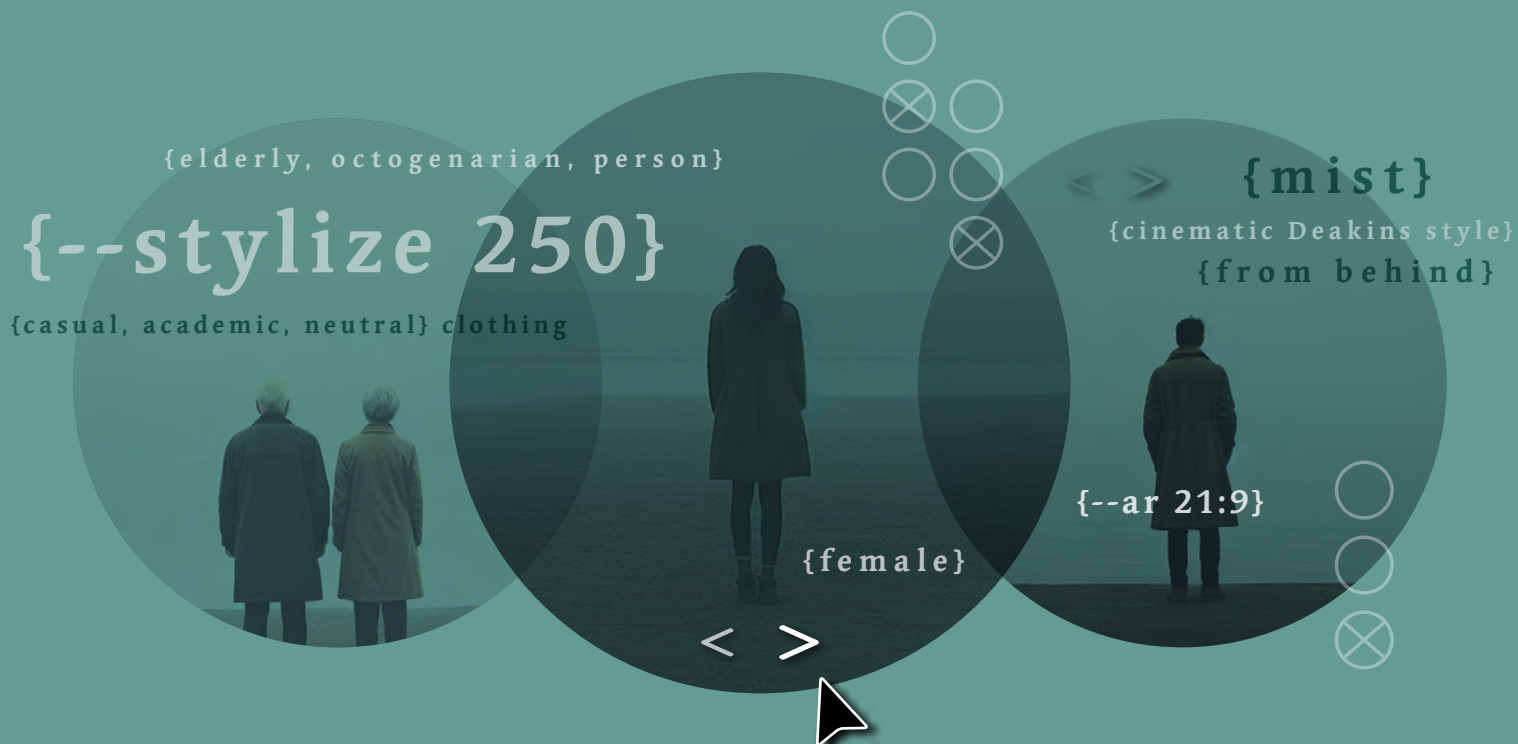 {elderly, octogenarian, person}
{--stylize 250}
{casual, academic, neutral} clothing
{female}
< >
< >
{mist}
{cinematic Deakins style}
{from behind}
{--ar 21:9}